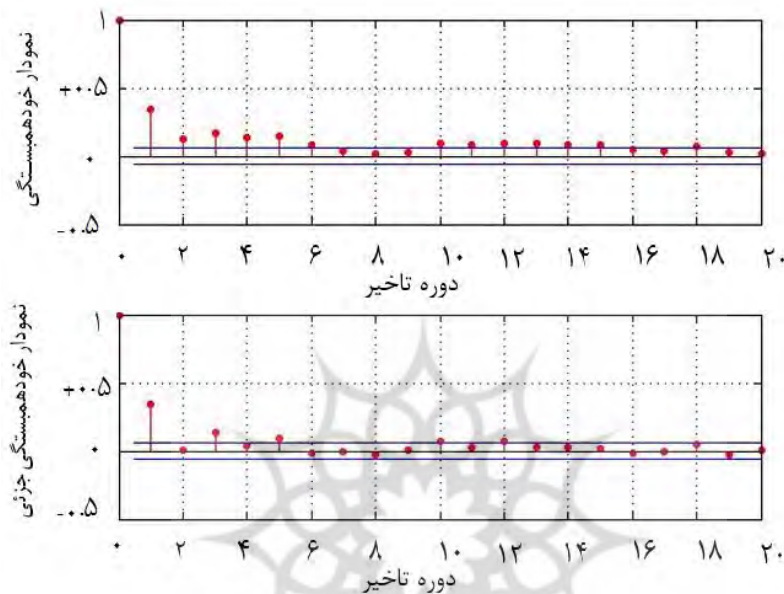 نمودار خودهمبستگی
۱
+۰.۵
۰
-۰.۵
۰ ۲ ۴ ۶ ۸ ۱۰ ۱۲ ۱۴ ۱۶ ۱۸ ۲۰
دوره تاخیر
نمودار خودهمبستگی جزئی
۱
+۰.۵
۰
-۰.۵
۰ ۲ ۴ ۶ ۸ ۱۰ ۱۲ ۱۴ ۱۶ ۱۸ ۲۰
دوره تاخیر